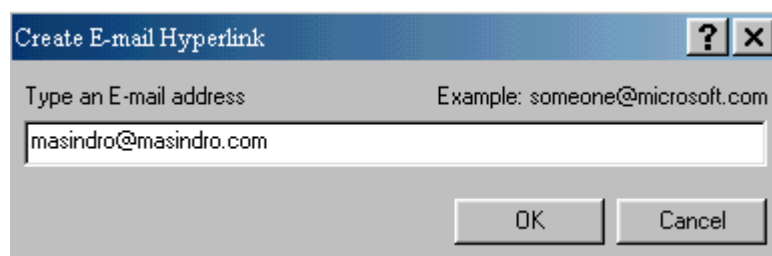 Create E-mail Hyperlink
Type an E-mail address Example: someone@microsoft.com
masindro@masindro.com
OK Cancel